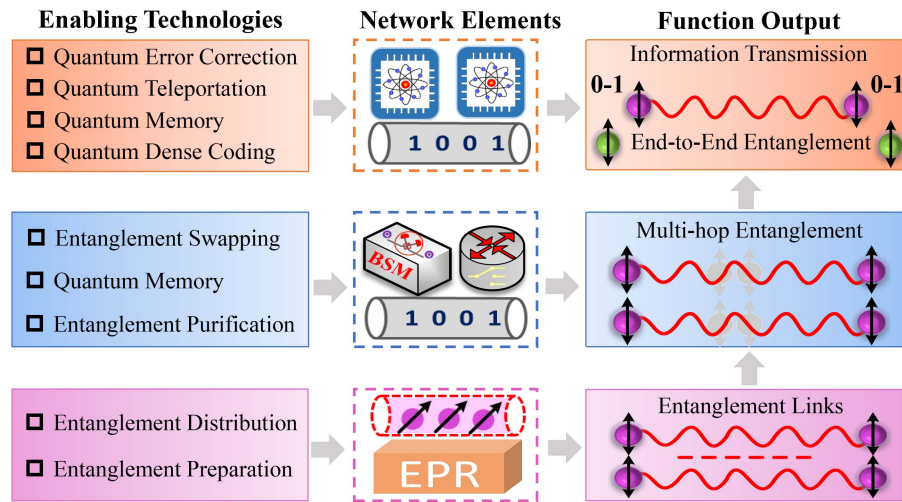 Enabling Technologies
Network Elements
Function Output
Quantum Error Correction
Quantum Teleportation
Quantum Memory
Quantum Dense Coding
1 0 0 1
Information Transmission
0-1
0-1
End-to-End Entanglement
Entanglement Swapping
Quantum Memory
Entanglement Purification
BSM
1 0 0 1
Multi-hop Entanglement
Entanglement Distribution
Entanglement Preparation
EPR
Entanglement Links